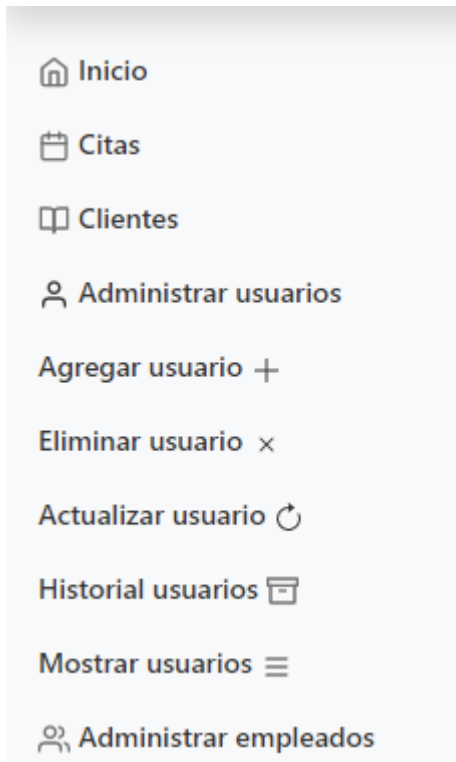 Inicio
Citas
Clientes
Administrar usuarios
Agregar usuario
Eliminar usuario
Actualizar usuario
Historial usuarios
Mostrar usuarios
Administrar empleados